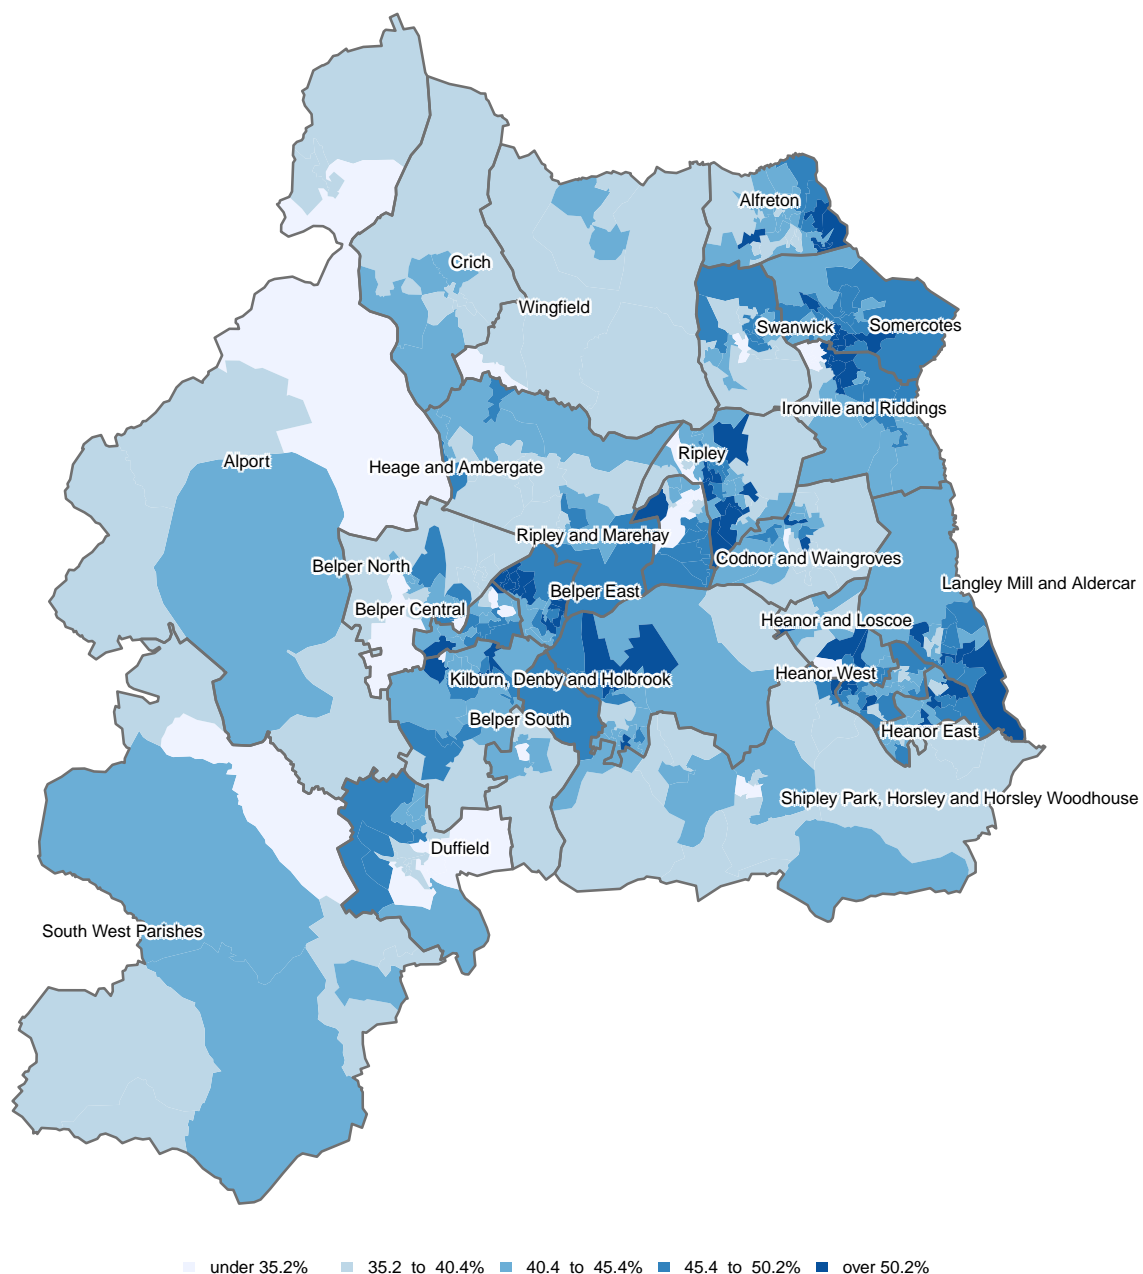 Alfreton
Crich
Wingfield
Swanwick
Somercotes
Ironville and Riddings
Ripley
Alport
Heage and Ambergate
Ripley and Marehay
Codnor and Waingroves
Belper North
Langley Mill and Aldercar
Belper East
Belper Central
Heanor and Loscoe
Heanor West
Kilburn, Denby and Holbrook
Belper South
Heanor East
Shipley Park, Horsley and Horsley Woodhouse
Duffield
South West Parishes
under 35.2% 35.2 to 40.4% 40.4 to 45.4% 45.4 to 50.2% over 50.2%